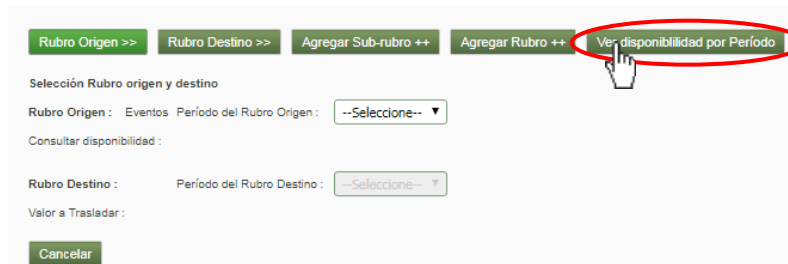 Rubro Origen >> Rubro Destino >> Agregar Sub-rubro ++ Agregar Rubro ++ Ver disponiblilidad por Período
Selección Rubro origen y destino
Rubro Origen : Eventos Período del Rubro Origen : --Seleccione--
Consultar disponibilidad :
Rubro Destino : Período del Rubro Destino : --Seleccione--
Valor a Trasladar :
Cancelar